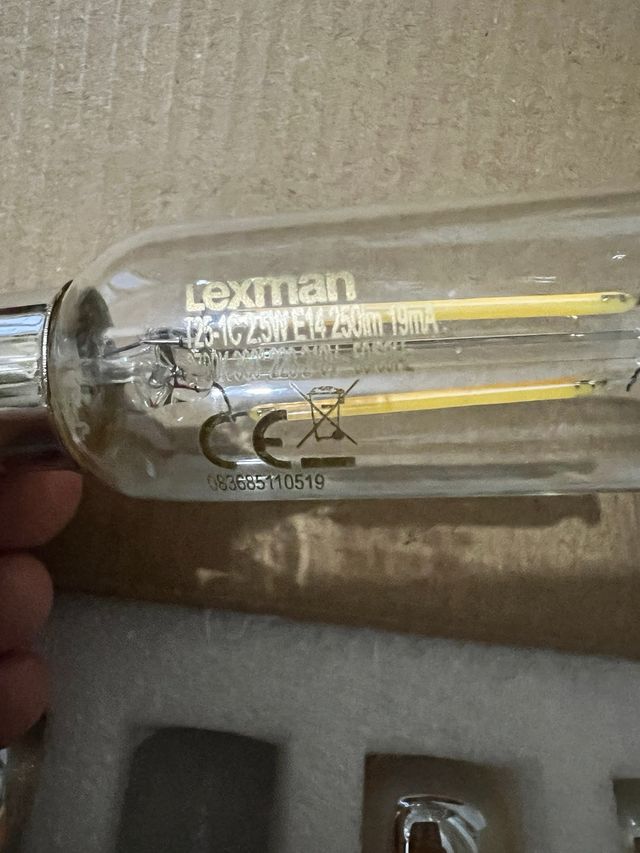 Lexman
T25-1C 2.5W E14 250lm 19mA
CE
083685110519